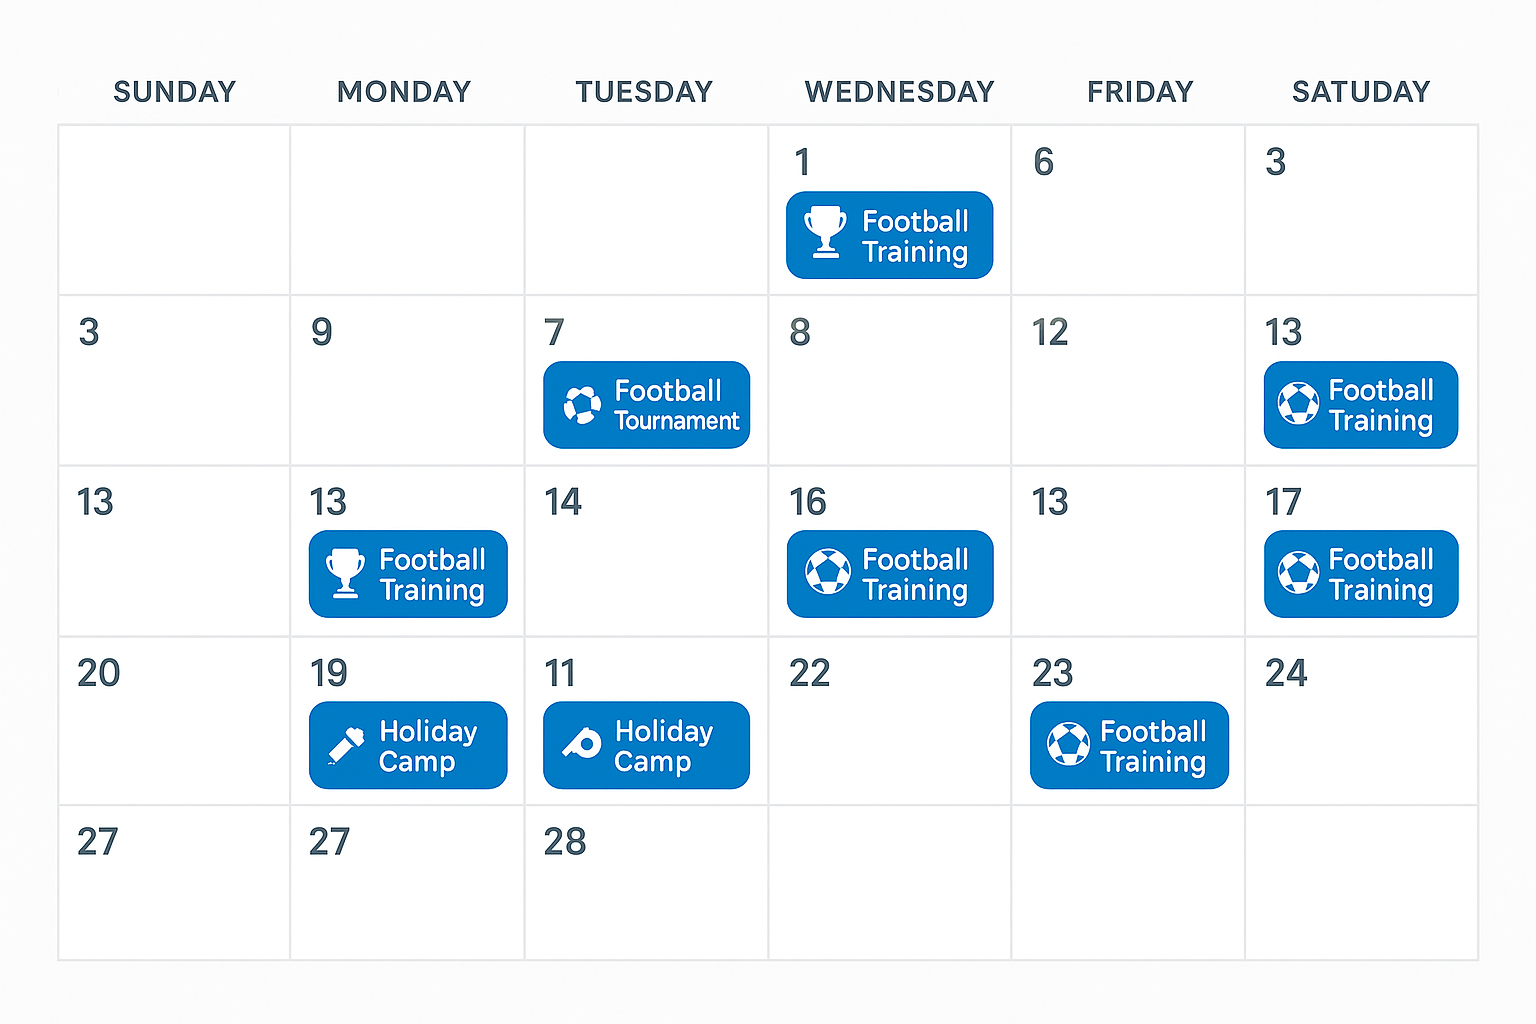 SUNDAY MONDAY TUESDAY WEDNESDAY FRIDAY SATUDAY
1 6 3
Football
Training
3 9 7 8 12 13
Football
Tournament
Football
Training
13 13 14 16 13 17
Football
Training
Football
Training
Football
Training
20 19 11 22 23 24
Holiday
Camp
Holiday
Camp
Football
Training
27 27 28